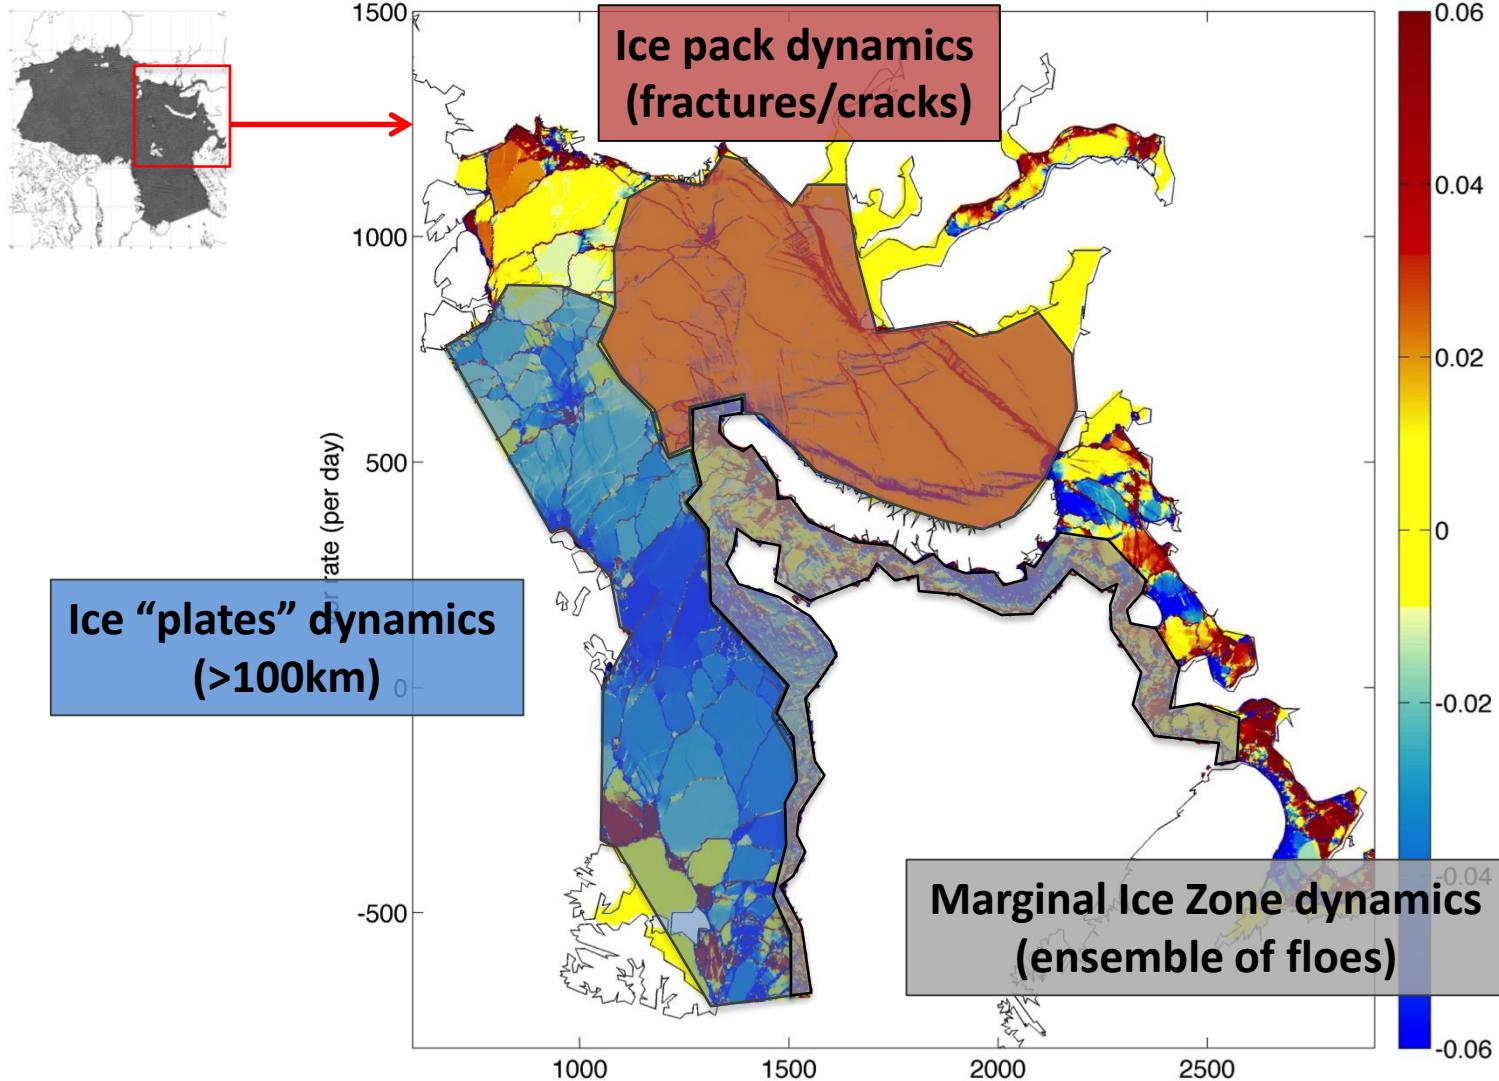 1500
1000
500
0
-500
1000
1500
2000
2500
0.06
0.04
0.02
0
-0.02
-0.04
-0.06
rate (per day)
Ice pack dynamics
(fractures/cracks)
Ice “plates” dynamics
(>100km)
Marginal Ice Zone dynamics
(ensemble of floes)